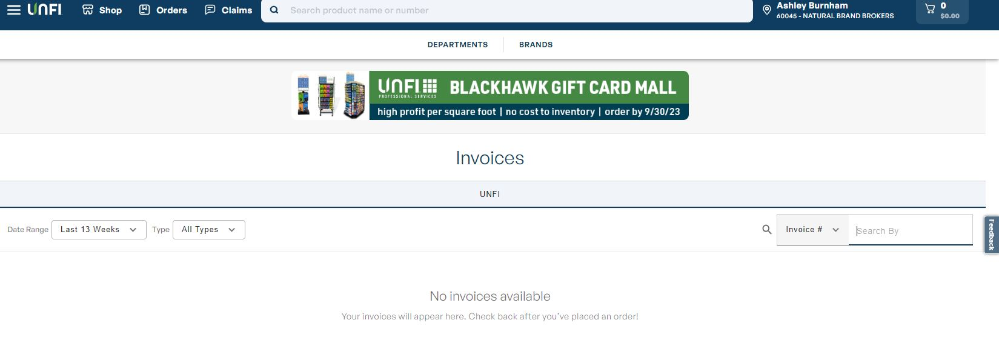 UNFI Shop Orders Claims Search product name or number Ashley Burnham 0
60045 - NATURAL BRAND BROKERS $0.00
DEPARTMENTS BRANDS
UNFI BLACKHAWK GIFT CARD MALL
PROFESSIONAL SERVICES
high profit per square foot | no cost to inventory | order by 9/30/23
Invoices
UNFI
Date Range Last 13 Weeks Type All Types Invoice # Search By
Feedback
No invoices available
Your invoices will appear here. Check back after you've placed an order!